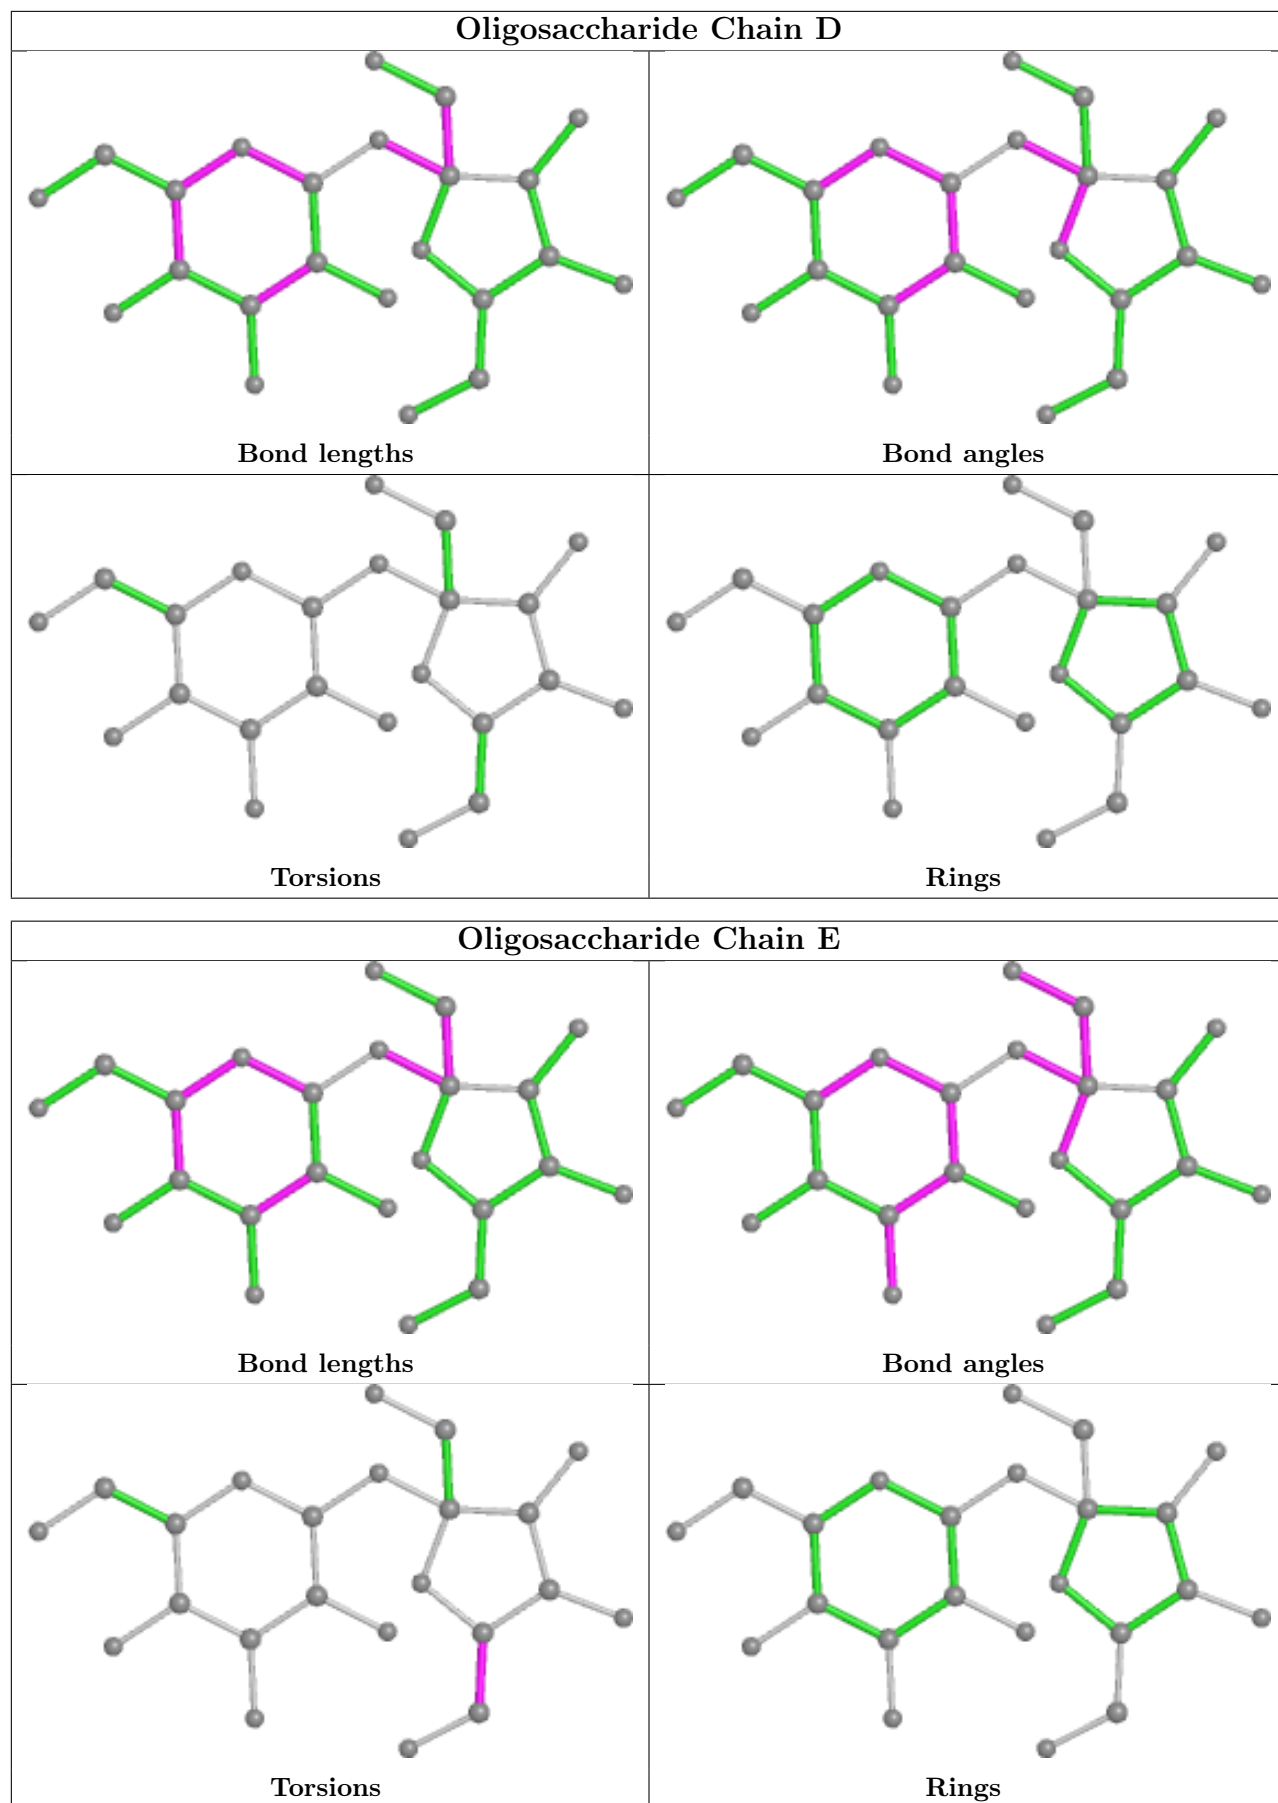 Oligosaccharide Chain D
Bond lengths
Bond angles
Torsions
Rings
Oligosaccharide Chain E
Bond lengths
Bond angles
Torsions
Rings